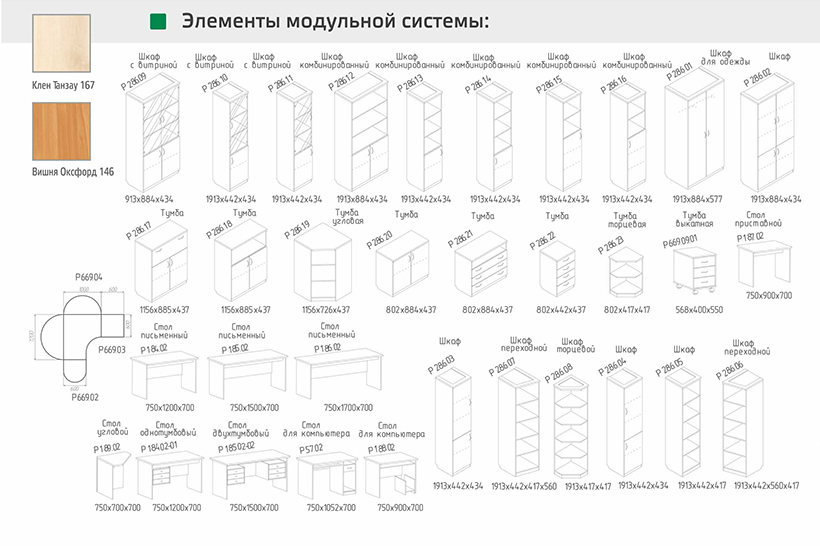 Элементы модульной системы:
Клен Танзау 167
Вишня Оксфорд 146
Шкаф
с витриной
Р 286.09
1913х884х434
Шкаф
с витриной
Р 286.10
1913х442х434
Шкаф
с витриной
Р 286.11
1913х442х434
Шкаф
комбинированный
Р 286.12
1913х884х434
Шкаф
комбинированный
Р 286.13
1913х442х434
Шкаф
комбинированный
Р 286.14
1913х442х434
Шкаф
комбинированный
Р 286.15
1913х442х434
Шкаф
комбинированный
Р 286.16
1913х442х434
Шкаф
для одежды
Р 286.01
1913х884х577
Шкаф
Р 286.02
1913х884х434
Тумба
Р 286.17
1156х885х437
Тумба
Р 286.18
1156х885х437
Тумба
угловая
Р 286.19
1156х726х437
Тумба
Р 286.20
802х884х437
Тумба
Р 286.21
802х884х437
Тумба
Р 286.22
802х442х437
Тумба
торцевая
Р 286.23
802х417х417
Тумба
выкатная
Р669.09.01
568х400х550
Стол
приставной
Р 187.02
750х900х700
Р669.04
600
Р669.03
600
Р669.02
Стол
письменный
Р 184.02
750х1200х700
Стол
письменный
Р 185.02
750х1500х700
Стол
письменный
Р 186.02
750х1700х700
Шкаф
Р 286.03
1913х442х434
Шкаф
переходной
Р 286.07
1913х442х417х560
Шкаф
торцевой
Р 286.08
1913х417х417
Шкаф
Р 286.04
1913х442х434
Шкаф
Р 286.05
1913х442х417
Шкаф
переходной
Р 286.06
1913х442х560х417
Стол
угловой
Р 189.02
750х700х700
Стол
однотумбовый
Р 184.02-01
750х1200х700
Стол
двухтумбовый
Р 185.02-02
750х1500х700
Стол
для компьютера
Р 57.02
750х1052х700
Стол
для компьютера
Р 188.02
750х900х700